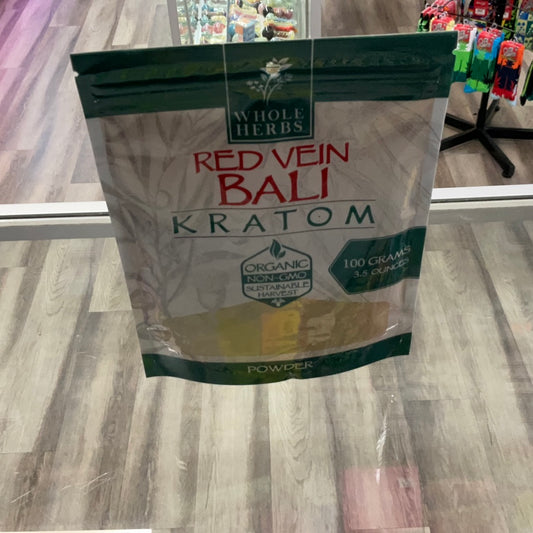 WHOLE
HERBS
RED VEIN
BALI
KRATOM
ORGANIC
NON-GMO
SUSTAINABLE
HARVEST
100 GRAMS
3.5 OUNCES
POWDER